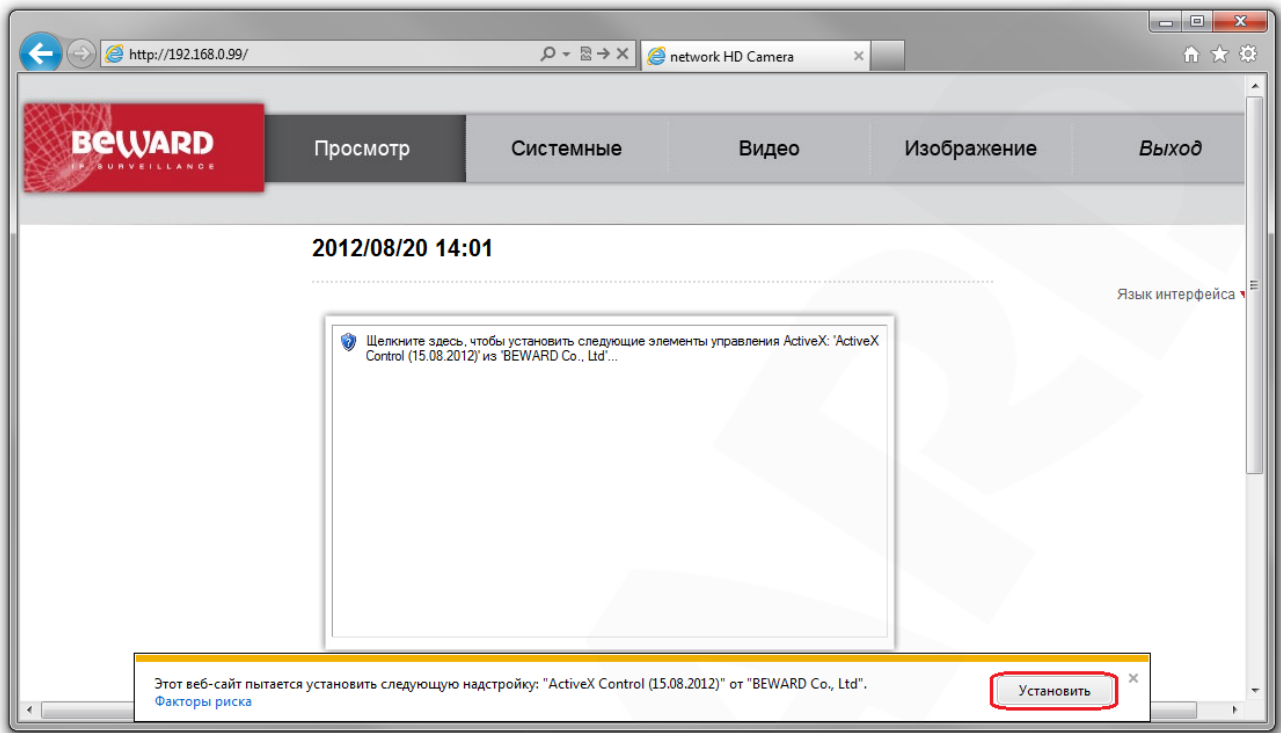 http://192.168.0.99/
network HD Camera
BEWARD
IP SURVEILLANCE
Просмотр
Системные
Видео
Изображение
Выход
2012/08/20 14:01
Язык интерфейса
Щелкните здесь, чтобы установить следующие элементы управления ActiveX: 'ActiveX
Control (15.08.2012)' из 'BEWARD Co., Ltd'...
Этот веб-сайт пытается установить следующую надстройку: "ActiveX Control (15.08.2012)" от "BEWARD Co., Ltd".
Факторы риска
Установить